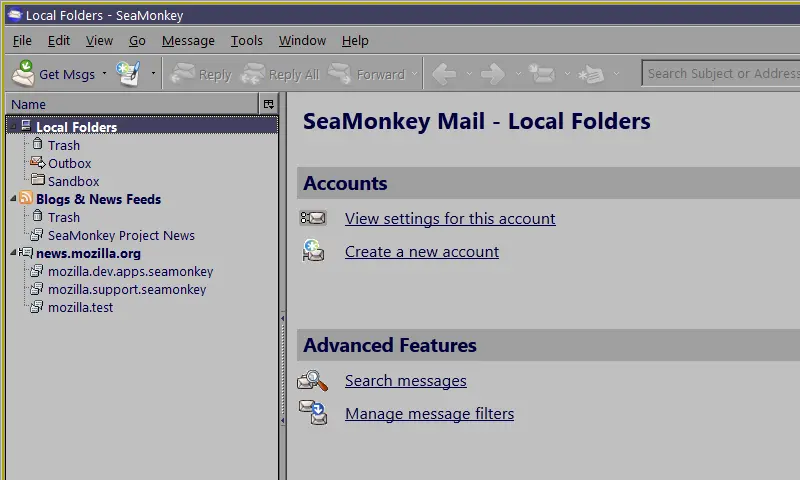 Local Folders - SeaMonkey
File Edit View Go Message Tools Window Help
Get Msgs Reply Reply All Forward Search Subject or Address
Name
Local Folders
Trash
Outbox
Sandbox
Blogs & News Feeds
Trash
SeaMonkey Project News
news.mozilla.org
mozilla.dev.apps.seamonkey
mozilla.support.seamonkey
mozilla.test
SeaMonkey Mail - Local Folders
Accounts
View settings for this account
Create a new account
Advanced Features
Search messages
Manage message filters